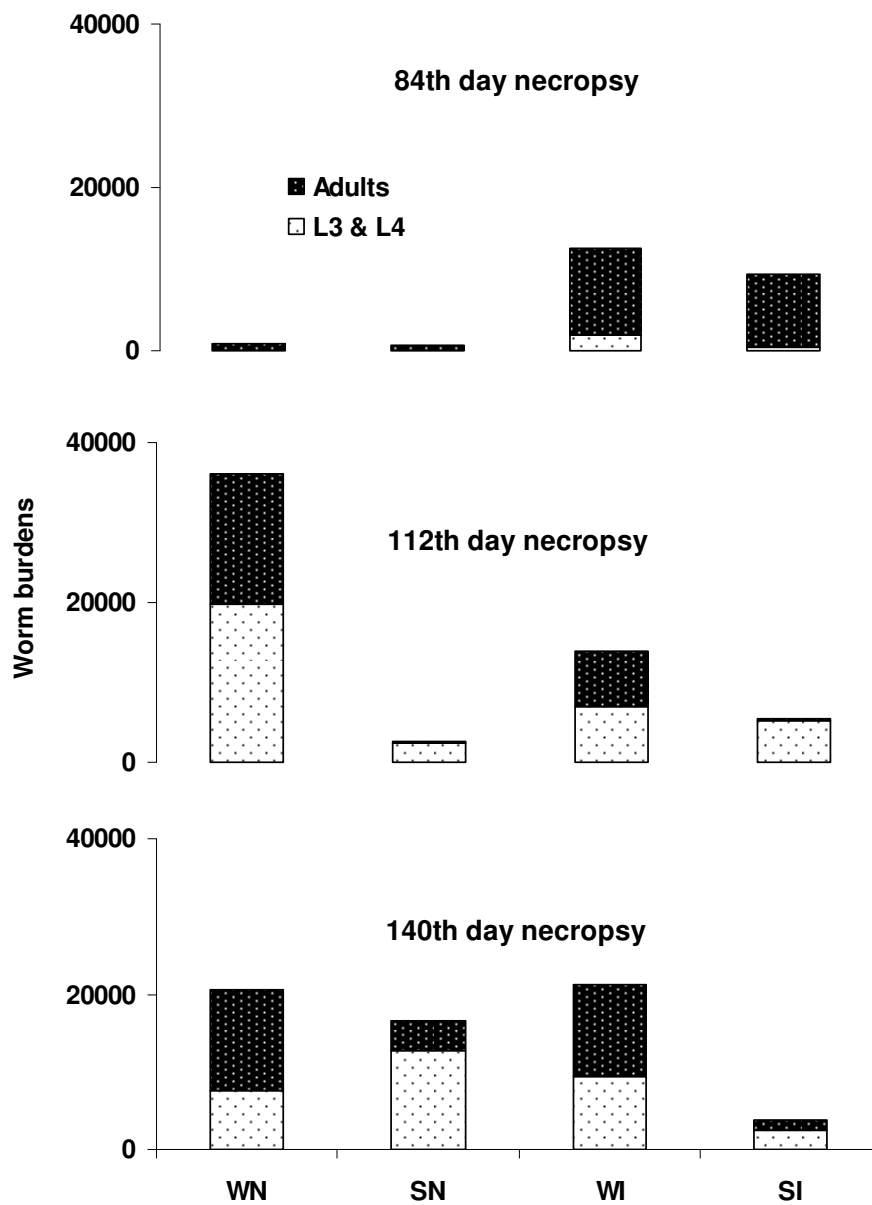 40000
84th day necropsy
20000
Adults
L3 & L4
0
Worm burdens
40000
112th day necropsy
20000
0
40000
140th day necropsy
20000
0
WN SN WI SI